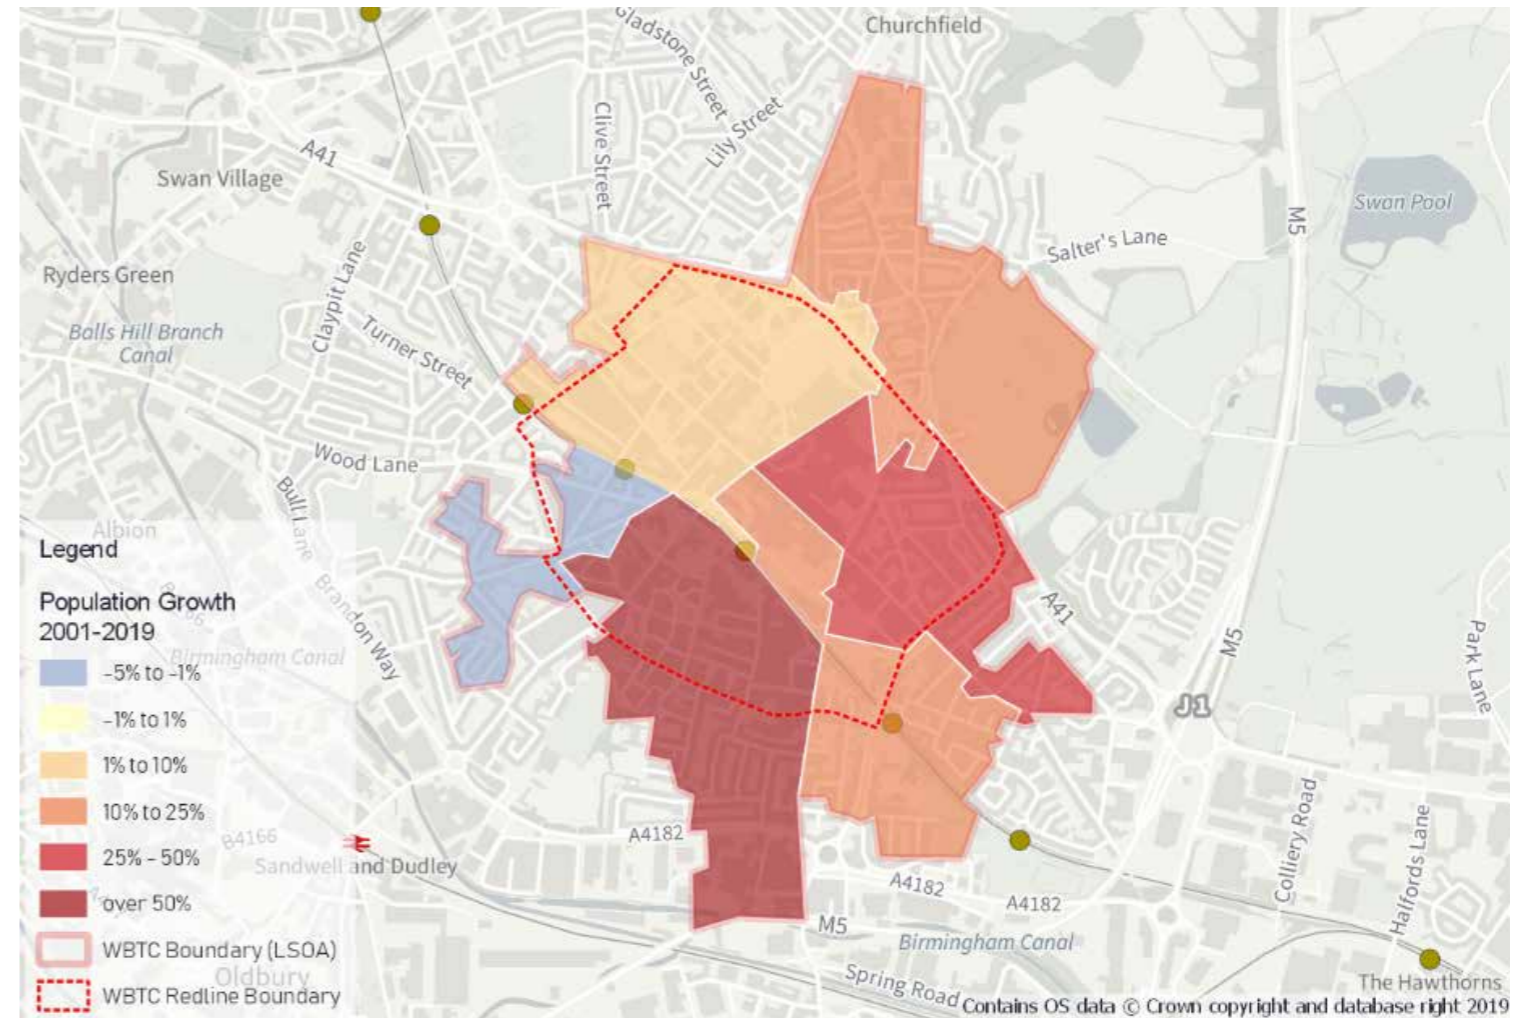 Churchfield
Gladstone Street
Lily Street
Clive Street
A41
Swan Village
M5
Swan Pool
Salter's Lane
Ryders Green
Claypit Lane
Balls Hill Branch
Canal
Turner Street
Wood Lane
Bull Lane
Albion
Legend
Population Growth
2001-2019
-5% to -1%
-1% to 1%
1% to 10%
10% to 25%
25% - 50%
over 50%
WBTC Boundary (LSOA)
WBTC Redline Boundary
Brandon Way
Birmingham Canal
A41
M5
Park Lane
J1
B4166
Sandwell and Dudley
A4182
A4182
A4182
Colliery Road
Halfords Lane
M5
Birmingham Canal
Oldbury
Spring Road
The Hawthorns
Contains OS data © Crown copyright and database right 2019